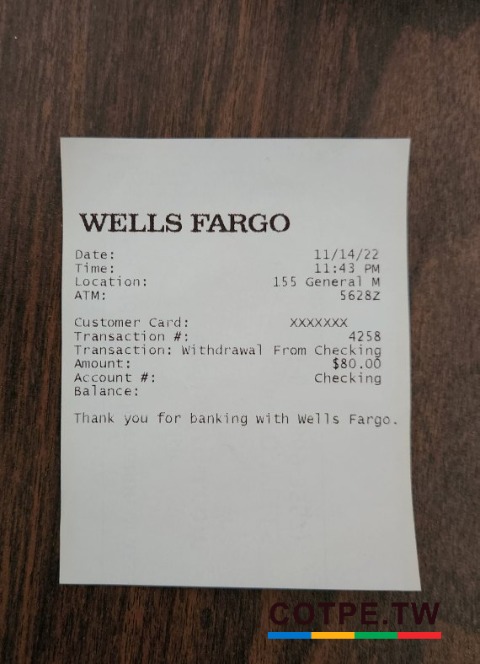 WELLS FARGO
Date: 11/14/22
Time: 11:43 PM
Location: 155 General M
ATM: 5628Z
Customer Card: XXXXXXX
Transaction #: 4258
Transaction: Withdrawal From Checking
Amount: $80.00
Account #: Checking
Balance:
Thank you for banking with Wells Fargo.
COTPE.TW